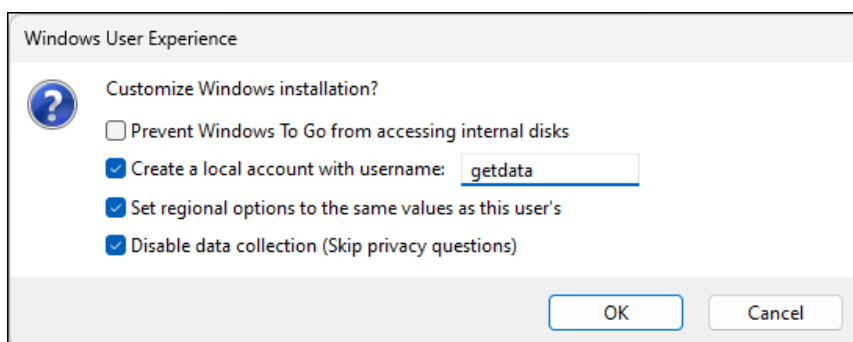 Windows User Experience
Customize Windows installation?
Prevent Windows To Go from accessing internal disks
Create a local account with username: getdata
Set regional options to the same values as this user's
Disable data collection (Skip privacy questions)
OK Cancel